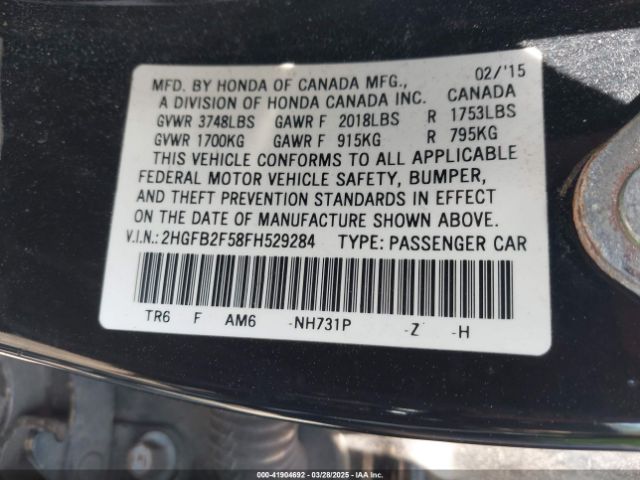 MFD. BY HONDA OF CANADA MFG., 02/'15
A DIVISION OF HONDA CANADA INC. CANADA
GVWR 3748LBS GAWR F 2018LBS R 1753LBS
GVWR 1700KG GAWR F 915KG R 795KG
THIS VEHICLE CONFORMS TO ALL APPLICABLE
FEDERAL MOTOR VEHICLE SAFETY, BUMPER,
AND THEFT PREVENTION STANDARDS IN EFFECT
ON THE DATE OF MANUFACTURE SHOWN ABOVE.
V.I.N.: 2HGFB2F58FH529284 TYPE: PASSENGER CAR
TR6 F AM6 -NH731P -Z -H
000-41904692 | 03/28/2025 - IAAI.COM